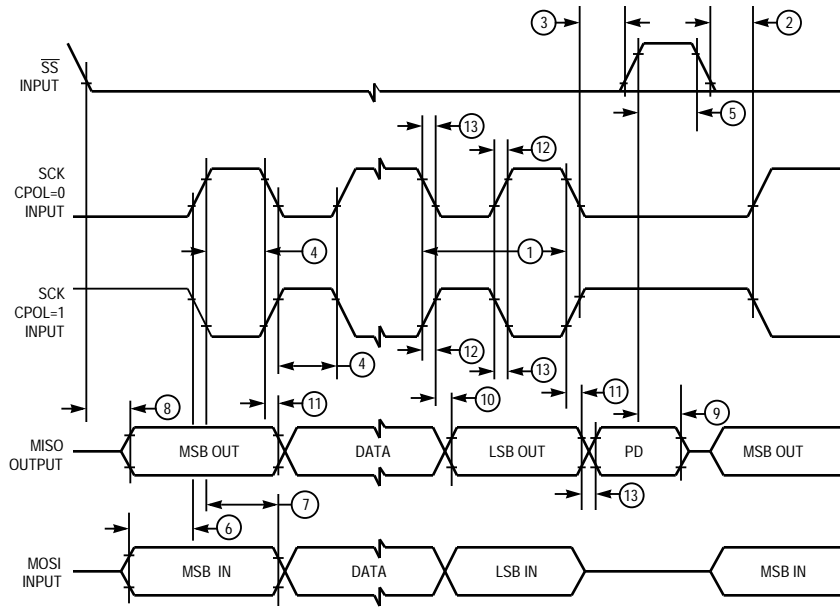 3
2
SS
INPUT
5
13
12
SCK
CPOL=0
INPUT
4
1
SCK
CPOL=1
INPUT
4
12
13
8
11
10
11
9
MISO
OUTPUT
MSB OUT
DATA
LSB OUT
PD
MSB OUT
7
13
6
MOSI
INPUT
MSB IN
DATA
LSB IN
MSB IN